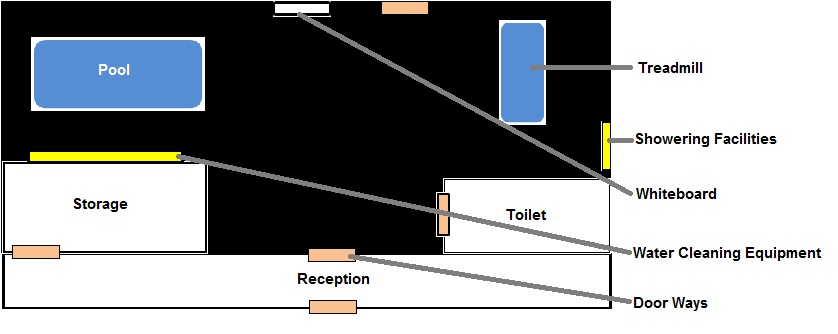 Pool
Treadmill
Showering Facilities
Whiteboard
Storage
Toilet
Water Cleaning Equipment
Reception
Door Ways